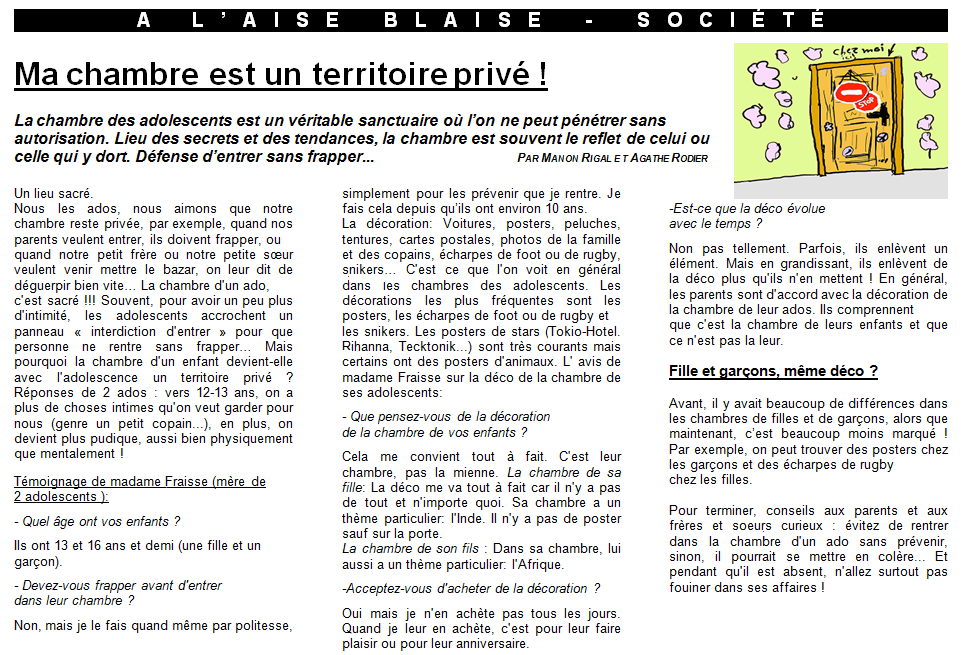 A L'AISE BLAISE - SOCIÉTÉ
Ma chambre est un territoire privé !
La chambre des adolescents est un véritable sanctuaire où l'on ne peut pénétrer sans
autorisation. Lieu des secrets et des tendances, la chambre est souvent le reflet de celui ou
celle qui y dort. Défense d'entrer sans frapper...
PAR MANON RIGAL ET AGATHE RODIER
chez moi
STOP
Un lieu sacré.
Nous les ados, nous aimons que notre
chambre reste privée, par exemple, quand nos
parents veulent entrer, ils doivent frapper, ou
quand notre petit frère ou notre petite sœur
veulent venir mettre le bazar, on leur dit de
déguerpir bien vite... La chambre d'un ado,
c'est sacré !!! Souvent, pour avoir un peu plus
d'intimité, les adolescents accrochent un
panneau « interdiction d'entrer » pour que
personne ne rentre sans frapper... Mais
pourquoi la chambre d'un enfant devient-elle
avec l'adolescence un territoire privé ?
Réponses de 2 ados : vers 12-13 ans, on a
plus de choses intimes qu'on veut garder pour
nous (genre un petit copain...), en plus, on
devient plus pudique, aussi bien physiquement
que mentalement !
Témoignage de madame Fraisse (mère de
2 adolescents ):
- Quel âge ont vos enfants ?
Ils ont 13 et 16 ans et demi (une fille et un
garçon).
- Devez-vous frapper avant d'entrer
dans leur chambre ?
Non, mais je le fais quand même par politesse,
simplement pour les prévenir que je rentre. Je
fais cela depuis qu'ils ont environ 10 ans.
La décoration: Voitures, posters, peluches,
tentures, cartes postales, photos de la famille
et des copains, écharpes de foot ou de rugby,
snikers... C'est ce que l'on voit en général
dans les chambres des adolescents. Les
décorations les plus fréquentes sont les
posters, les écharpes de foot ou de rugby et
les snikers. Les posters de stars (Tokio-Hotel.
Rihanna, Tecktonik...) sont très courants mais
certains ont des posters d'animaux. L' avis de
madame Fraisse sur la déco de la chambre de
ses adolescents:
- Que pensez-vous de la décoration
de la chambre de vos enfants ?
Cela me convient tout à fait. C'est leur
chambre, pas la mienne. La chambre de sa
fille: La déco me va tout à fait car il n'y a pas
de tout et n'importe quoi. Sa chambre a un
thème particulier: l'Inde. Il n'y a pas de poster
sauf sur la porte.
La chambre de son fils : Dans sa chambre, lui
aussi a un thème particulier: l'Afrique.
-Acceptez-vous d'acheter de la décoration ?
Oui mais je n'en achète pas tous les jours.
Quand je leur en achète, c'est pour leur faire
plaisir ou pour leur anniversaire.
-Est-ce que la déco évolue
avec le temps ?
Non pas tellement. Parfois, ils enlèvent un
élément. Mais en grandissant, ils enlèvent de
la déco plus qu'ils n'en mettent ! En général,
les parents sont d'accord avec la décoration de
la chambre de leur ados. Ils comprennent
que c'est la chambre de leurs enfants et que
ce n'est pas la leur.
Fille et garçons, même déco ?
Avant, il y avait beaucoup de différences dans
les chambres de filles et de garçons, alors que
maintenant, c'est beaucoup moins marqué !
Par exemple, on peut trouver des posters chez
les garçons et des écharpes de rugby
chez les filles.
Pour terminer, conseils aux parents et aux
frères et soeurs curieux : évitez de rentrer
dans la chambre d'un ado sans prévenir,
sinon, il pourrait se mettre en colère... Et
pendant qu'il est absent, n'allez surtout pas
fouiner dans ses affaires !